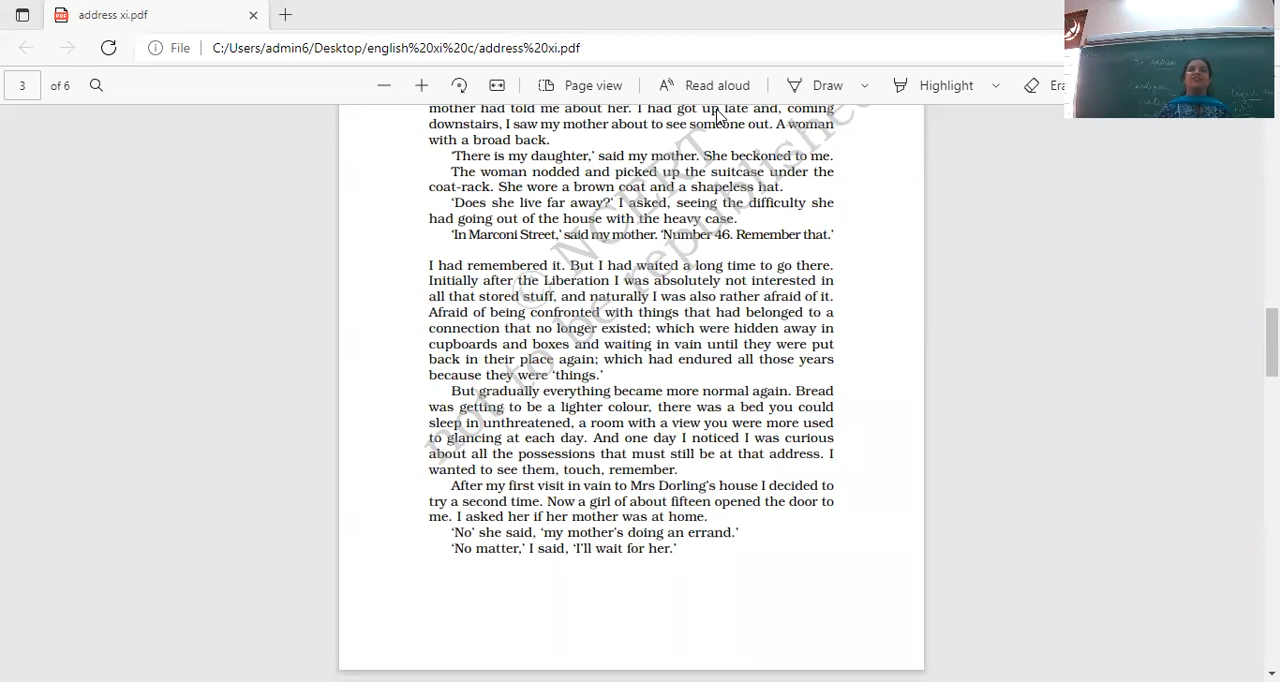 address xi.pdf
File
C:/Users/admin6/Desktop/english%20xi%20c/address%20xi.pdf
3 of 6
Page view
Read aloud
Draw
Highlight
Era
mother had told me about her. I had got up late and, coming
downstairs, I saw my mother about to see someone out. A woman
with a broad back.
‘There is my daughter,’ said my mother. She beckoned to me.
The woman nodded and picked up the suitcase under the
coat-rack. She wore a brown coat and a shapeless hat.
‘Does she live far away?’ I asked, seeing the difficulty she
had going out of the house with the heavy case.
‘In Marconi Street,’ said my mother. ‘Number 46. Remember that.’
I had remembered it. But I had waited a long time to go there.
Initially after the Liberation I was absolutely not interested in
all that stored stuff, and naturally I was also rather afraid of it.
Afraid of being confronted with things that had belonged to a
connection that no longer existed; which were hidden away in
cupboards and boxes and waiting in vain until they were put
back in their place again; which had endured all those years
because they were ‘things.’
But gradually everything became more normal again. Bread
was getting to be a lighter colour, there was a bed you could
sleep in unthreatened, a room with a view you were more used
to glancing at each day. And one day I noticed I was curious
about all the possessions that must still be at that address. I
wanted to see them, touch, remember.
After my first visit in vain to Mrs Dorling’s house I decided to
try a second time. Now a girl of about fifteen opened the door to
me. I asked her if her mother was at home.
‘No’ she said, ‘my mother’s doing an errand.’
‘No matter,’ I said, ‘I’ll wait for her.’
© NCERT
not to be republished